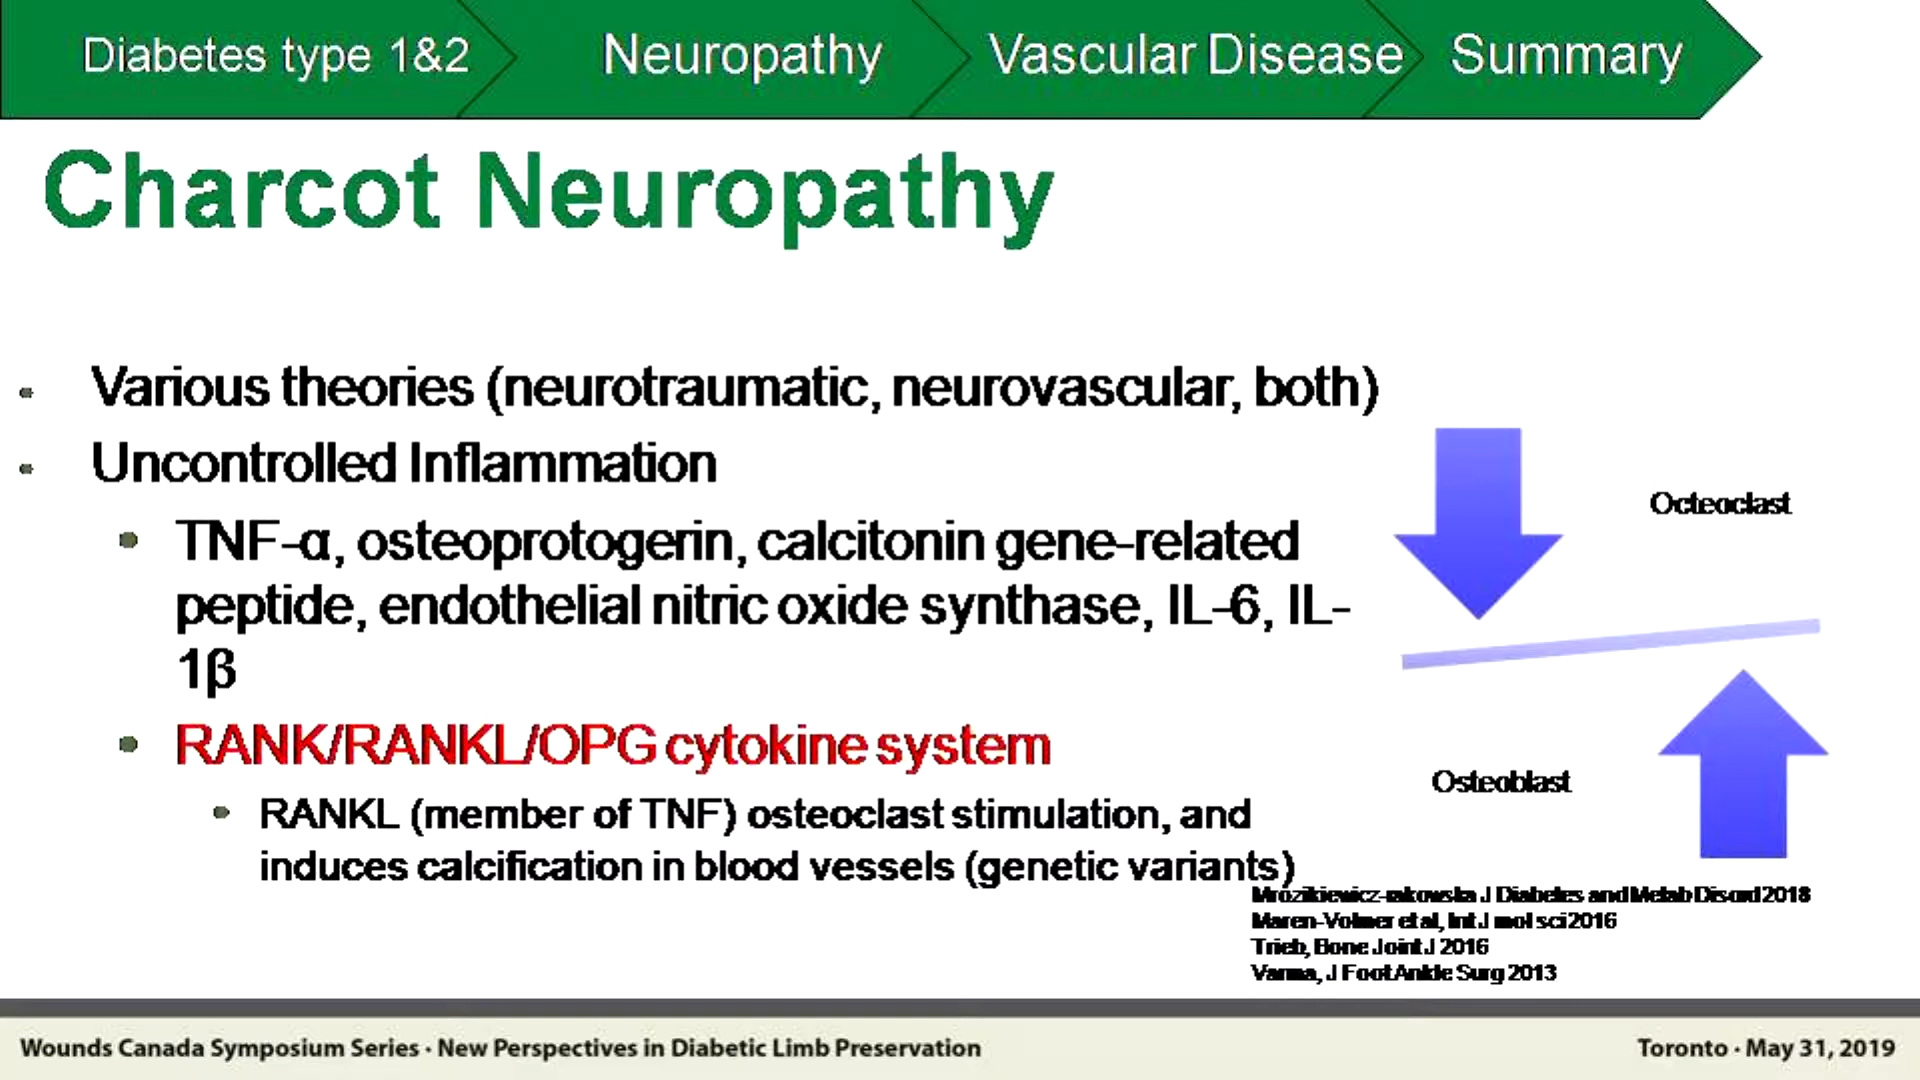 Diabetes type 1&2
Neuropathy
Vascular Disease
Summary
Charcot Neuropathy
Various theories (neurotraumatic, neurovascular, both)
Uncontrolled Inflammation
TNF-α, osteoprotogerin, calcitonin gene-related
peptide, endothelial nitric oxide synthase, IL-6, IL-
1β
RANK/RANKL/OPG cytokine system
RANKL (member of TNF) osteoclast stimulation, and
induces calcification in blood vessels (genetic variants)
Octeoclast
Osteoblast
Mrozikiewicz-rakowska J Diabetes and Metab Disord 2018
Maren-Volmer et al, Int J mol sci 2016
Trieb, Bone Joint J 2016
Varma, J Foot Ankle Surg 2013
Wounds Canada Symposium Series · New Perspectives in Diabetic Limb Preservation
Toronto · May 31, 2019